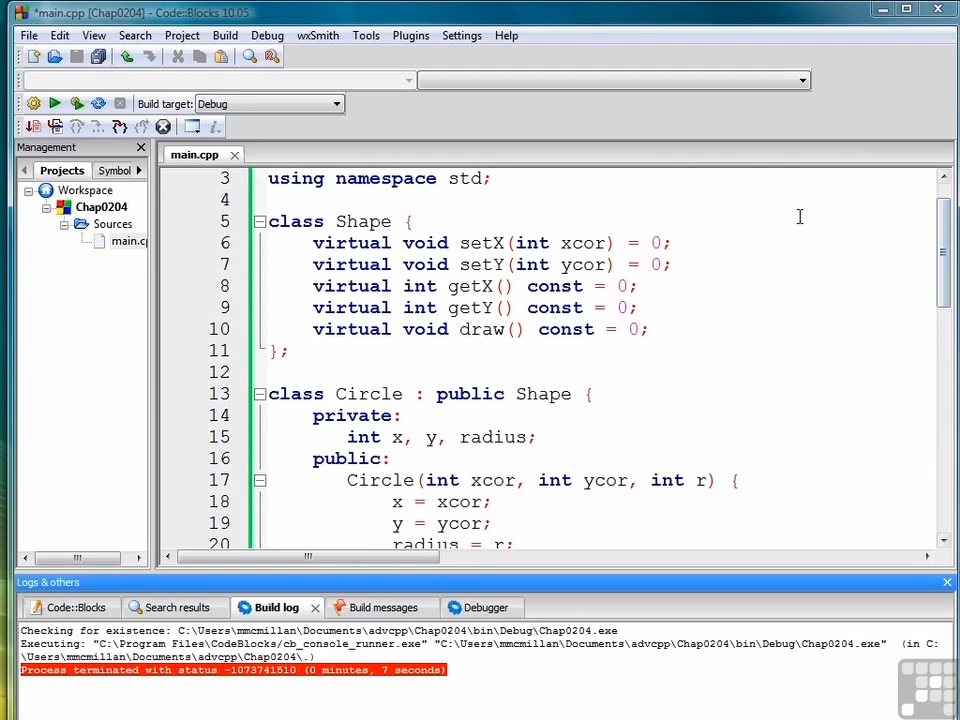 *main.cpp [Chap0204] - Code::Blocks 10.05
File Edit View Search Project Build Debug wxSmith Tools Plugins Settings Help
Build target: Debug
Management
main.cpp
Projects Symbol
Workspace
Chap0204
Sources
main.cp
3 using namespace std;
4
5 class Shape {
6 virtual void setX(int xcor) = 0;
7 virtual void setY(int ycor) = 0;
8 virtual int getX() const = 0;
9 virtual int getY() const = 0;
10 virtual void draw() const = 0;
11 };
12
13 class Circle : public Shape {
14 private:
15 int x, y, radius;
16 public:
17 Circle(int xcor, int ycor, int r) {
18 x = xcor;
19 y = ycor;
20 radius = r;
Logs & others
Code::Blocks Search results Build log Build messages Debugger
Checking for existence: C:\Users\mmcmillan\Documents\advcpp\Chap0204\bin\Debug\Chap0204.exe
Executing: "C:\Program Files\CodeBlocks/cb_console_runner.exe" "C:\Users\mmcmillan\Documents\advcpp\Chap0204\bin\Debug\Chap0204.exe" (in C:
\Users\mmcmillan\Documents\advcpp\Chap0204\.)
Process terminated with status -1073741510 (0 minutes, 7 seconds)